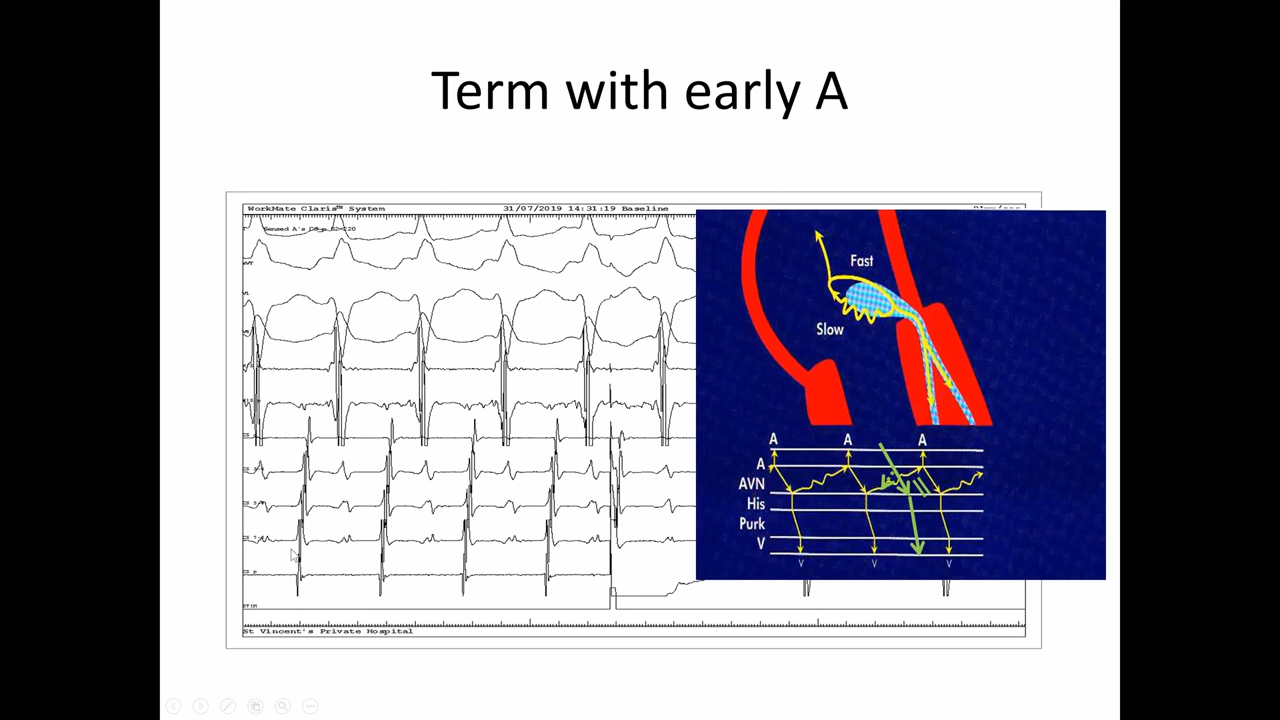 Term with early A
WorkMate Claris™ System 31/07/2019 14:31:19 Baseline
Sensed A's
Fast
Slow
A A A
A
AVN
His
Purk
V
V V V
St Vincent's Private Hospital